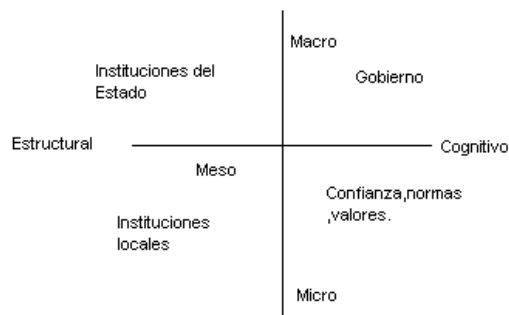 Macro
Instituciones del
Estado
Gobierno
Estructural
Cognitivo
Meso
Confianza,normas
,valores.
Instituciones
locales
Micro